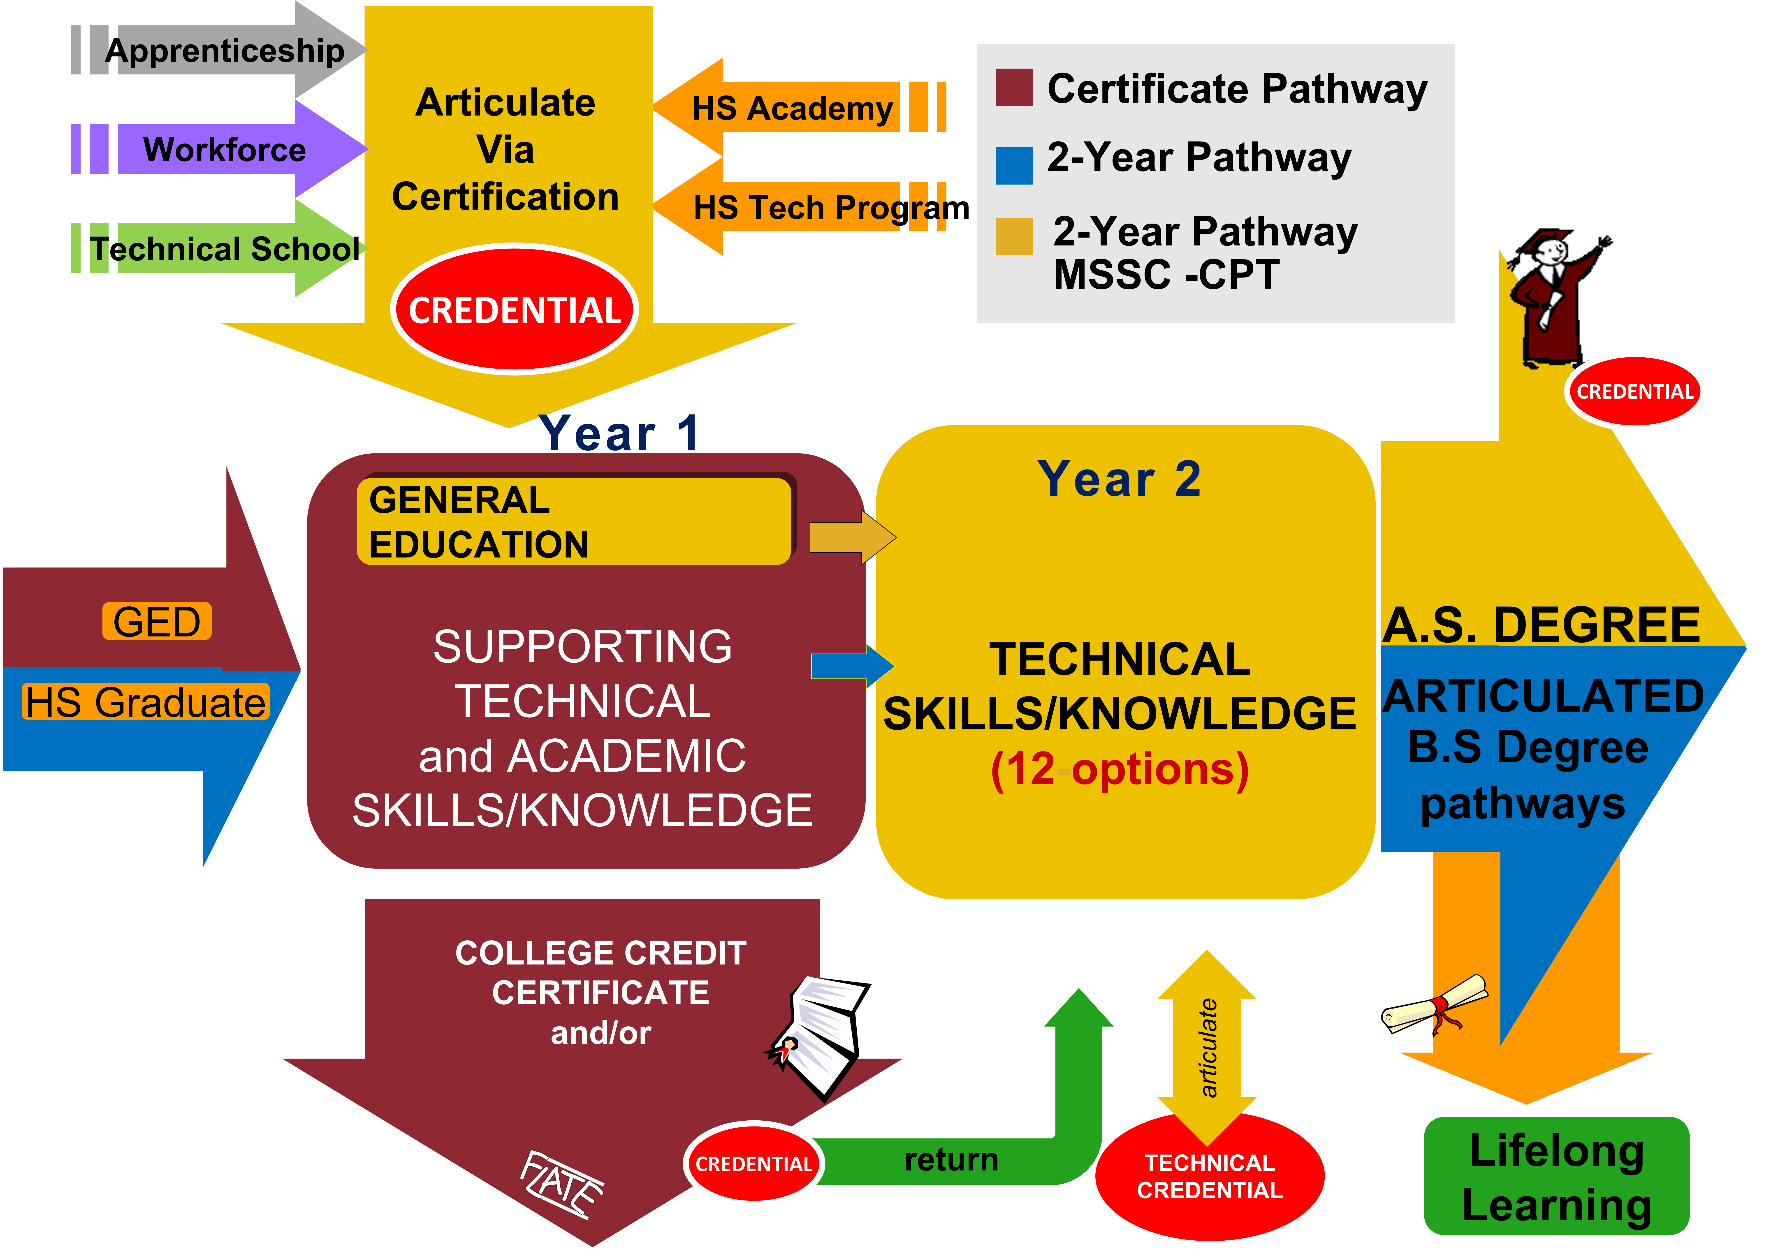 Apprenticeship
Workforce
Technical School
Articulate
Via
Certification
CREDENTIAL
HS Academy
HS Tech Program
Certificate Pathway
2-Year Pathway
2-Year Pathway
MSSC -CPT
CREDENTIAL
Year 1
GENERAL
EDUCATION
SUPPORTING
TECHNICAL
and ACADEMIC
SKILLS/KNOWLEDGE
Year 2
TECHNICAL
SKILLS/KNOWLEDGE
(12-options)
GED
HS Graduate
A.S. DEGREE
ARTICULATED
B.S Degree
pathways
COLLEGE CREDIT
CERTIFICATE
and/or
FLATE
CREDENTIAL
return
articulate
TECHNICAL
CREDENTIAL
Lifelong
Learning